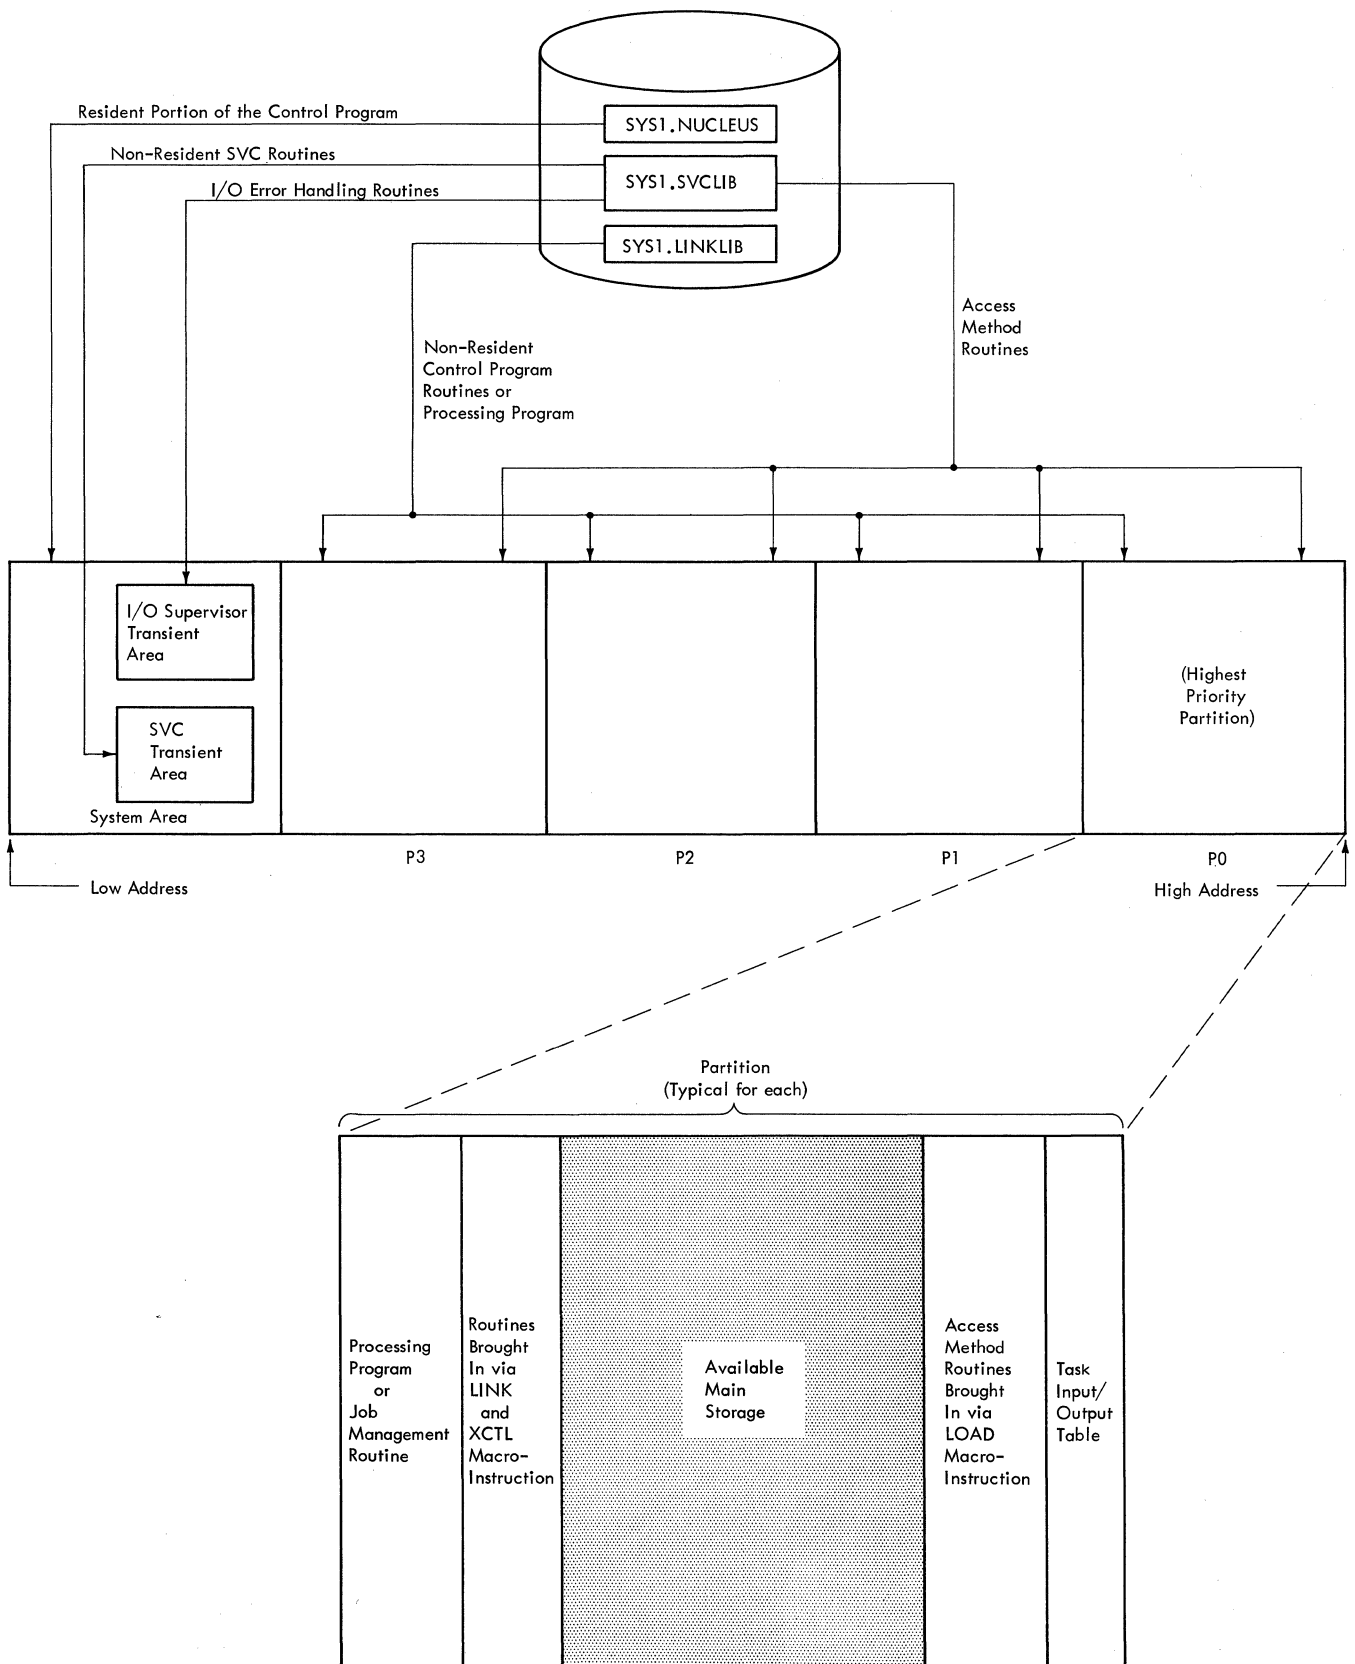 Resident Portion of the Control Program
SYS1.NUCLEUS
Non-Resident SVC Routines
SYS1.SVCLIB
I/O Error Handling Routines
SYS1.LINKLIB
Access
Method
Routines
Non-Resident
Control Program
Routines or
Processing Program
I/O Supervisor
Transient
Area
SVC
Transient
Area
System Area
(Highest
Priority
Partition)
P3
P2
P1
P0
Low Address
High Address
Partition
(Typical for each)
Processing
Program
or
Job
Management
Routine
Routines
Brought
In via
LINK
and
XCTL
Macro-
Instruction
Available
Main
Storage
Access
Method
Routines
Brought
In via
LOAD
Macro-
Instruction
Task
Input/
Output
Table